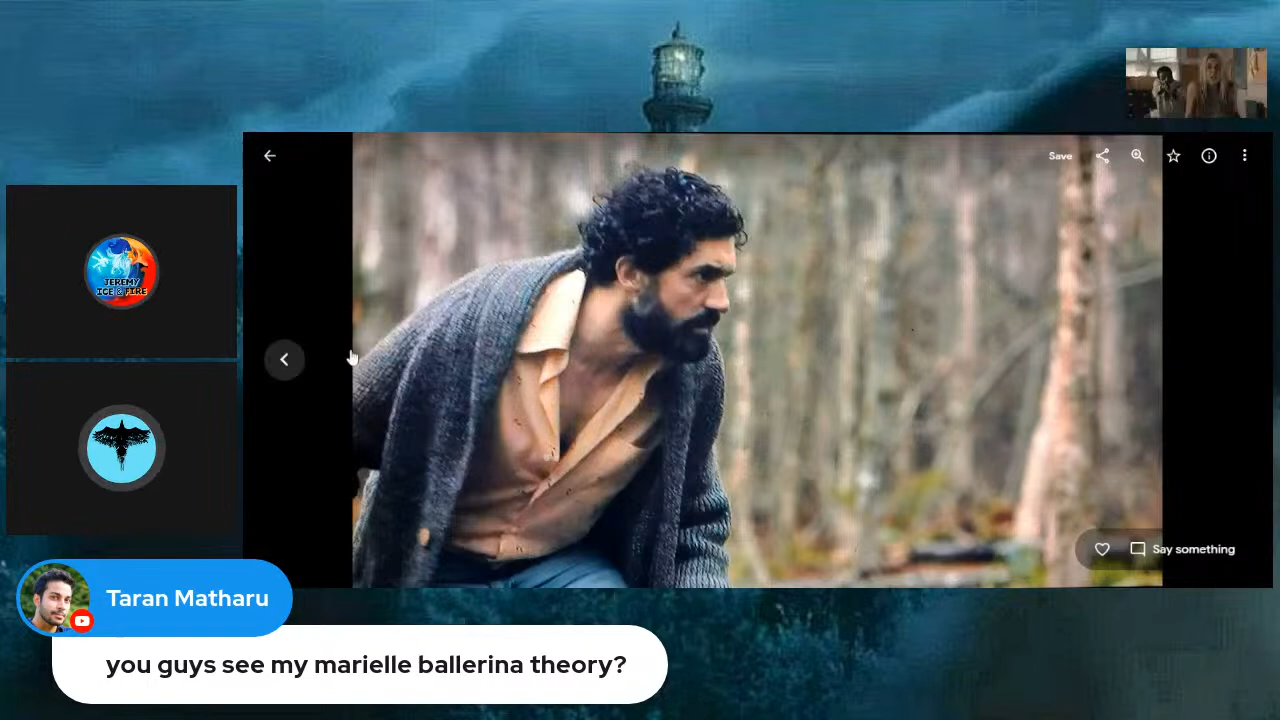 Save
JEREMY
ICE & FIRE
Say something
Taran Matharu
you guys see my marielle ballerina theory?